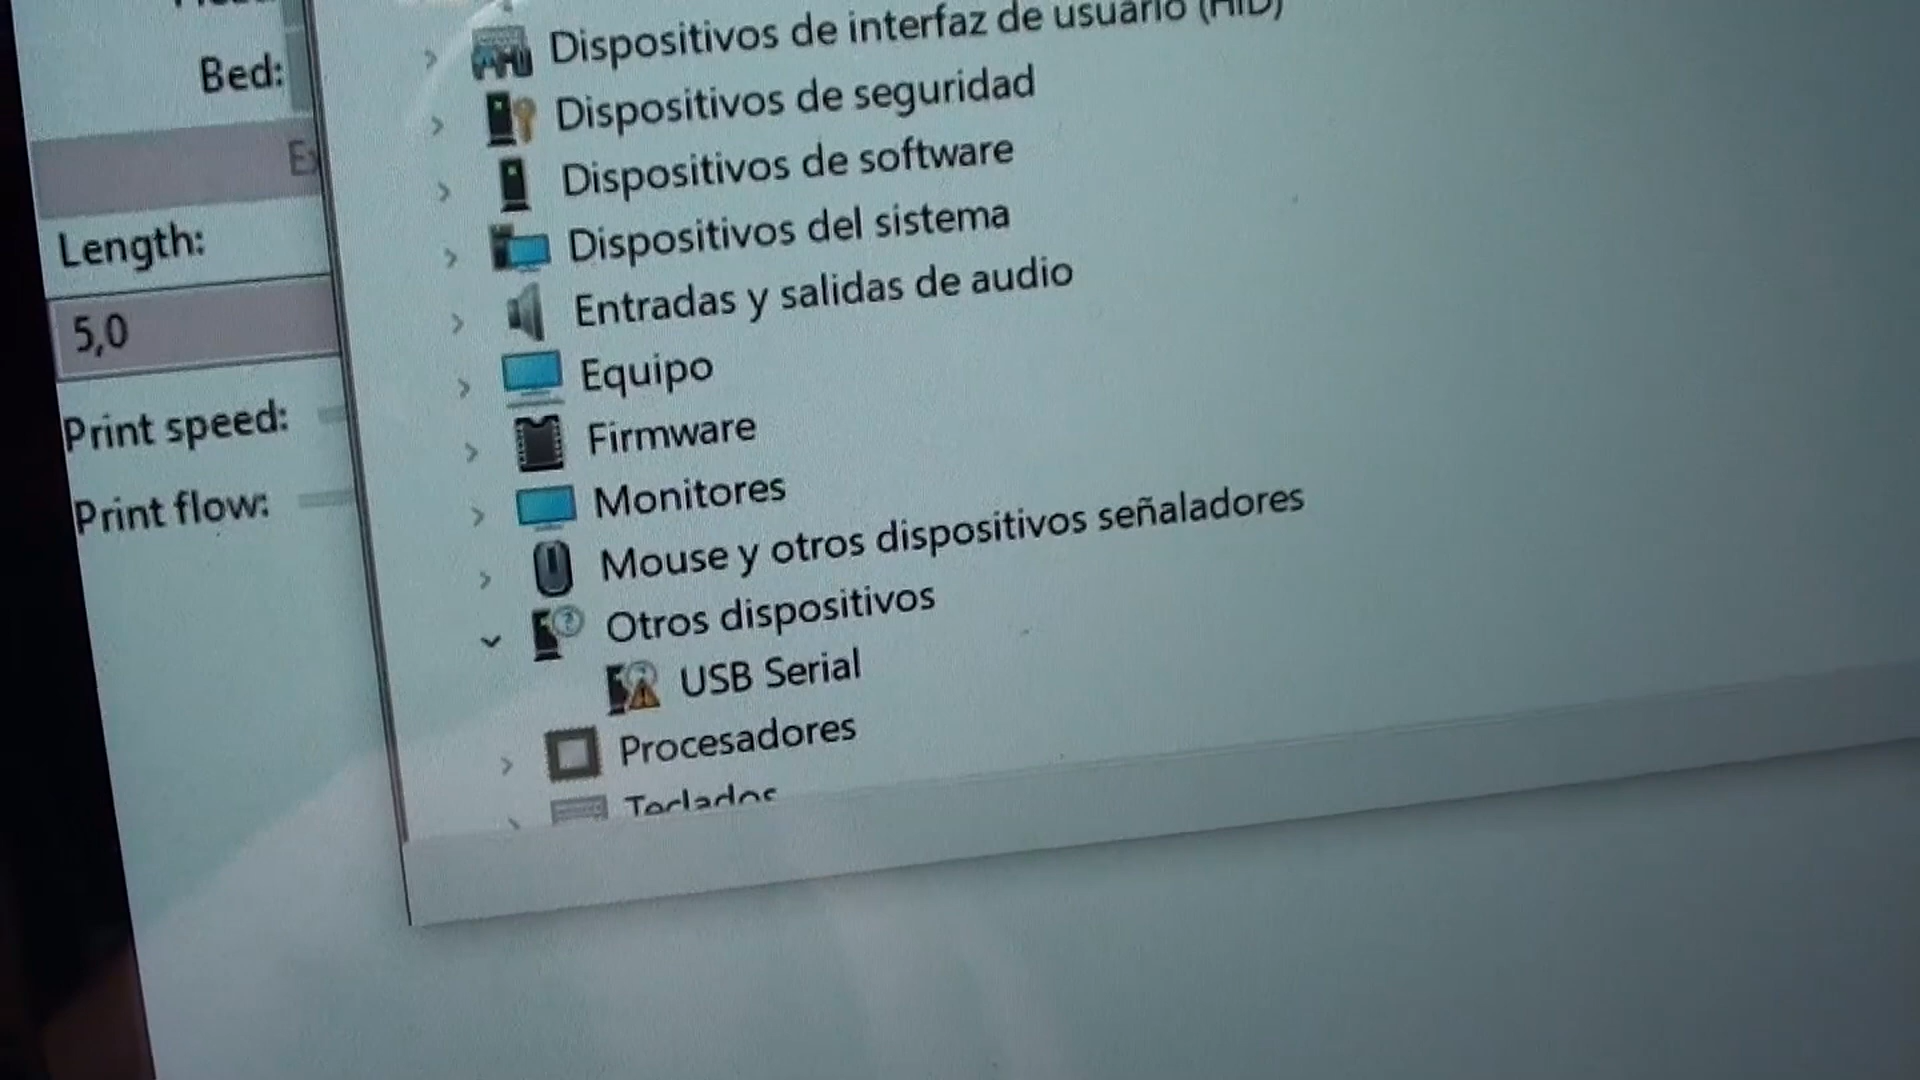 Bed:
Length:
5,0
Print speed:
Print flow:
Dispositivos de interfaz de usuario (HID)
Dispositivos de seguridad
Dispositivos de software
Dispositivos del sistema
Entradas y salidas de audio
Equipo
Firmware
Monitores
Mouse y otros dispositivos señaladores
Otros dispositivos
USB Serial
Procesadores
Teclados